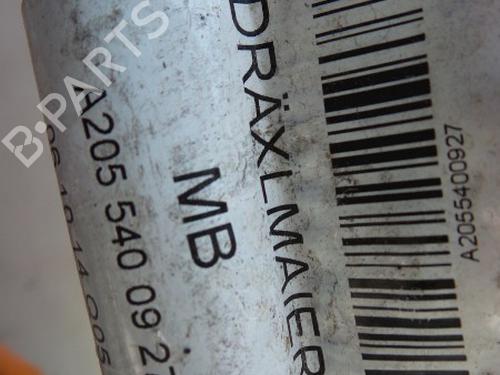 B-PARTS
DRÄXLMAIER
MB
A205 540 09 27
A2055400927